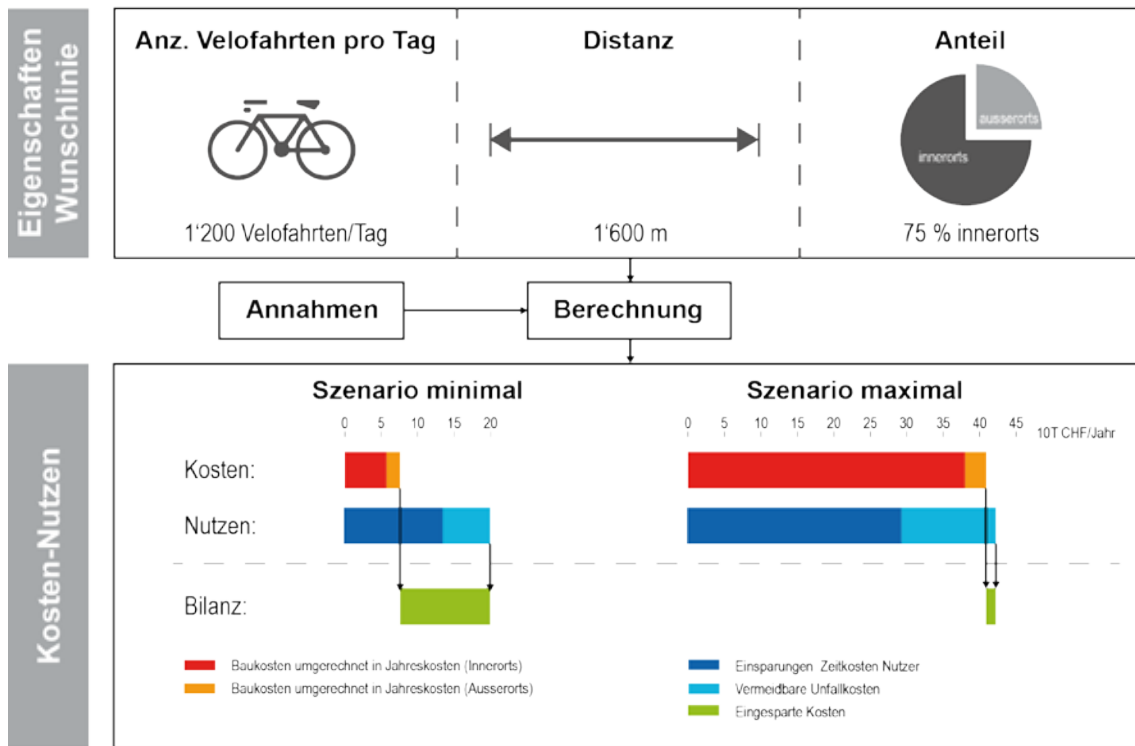 Eigenschaften
Wunschlinie
Anz. Velofahrten pro Tag
Distanz
Anteil
ausserorts
innerorts
1'200 Velofahrten/Tag
1'600 m
75 % innerorts
Annahmen
Berechnung
Kosten-Nutzen
Szenario minimal
Szenario maximal
0 5 10 15 20
0 5 10 15 20 25 30 35 40 45 10T CHF/Jahr
Kosten:
Nutzen:
Bilanz:
Baukosten umgerechnet in Jahreskosten (Innerorts)
Baukosten umgerechnet in Jahreskosten (Ausserorts)
Einsparungen Zeitkosten Nutzer
Vermeidbare Unfallkosten
Eingesparte Kosten